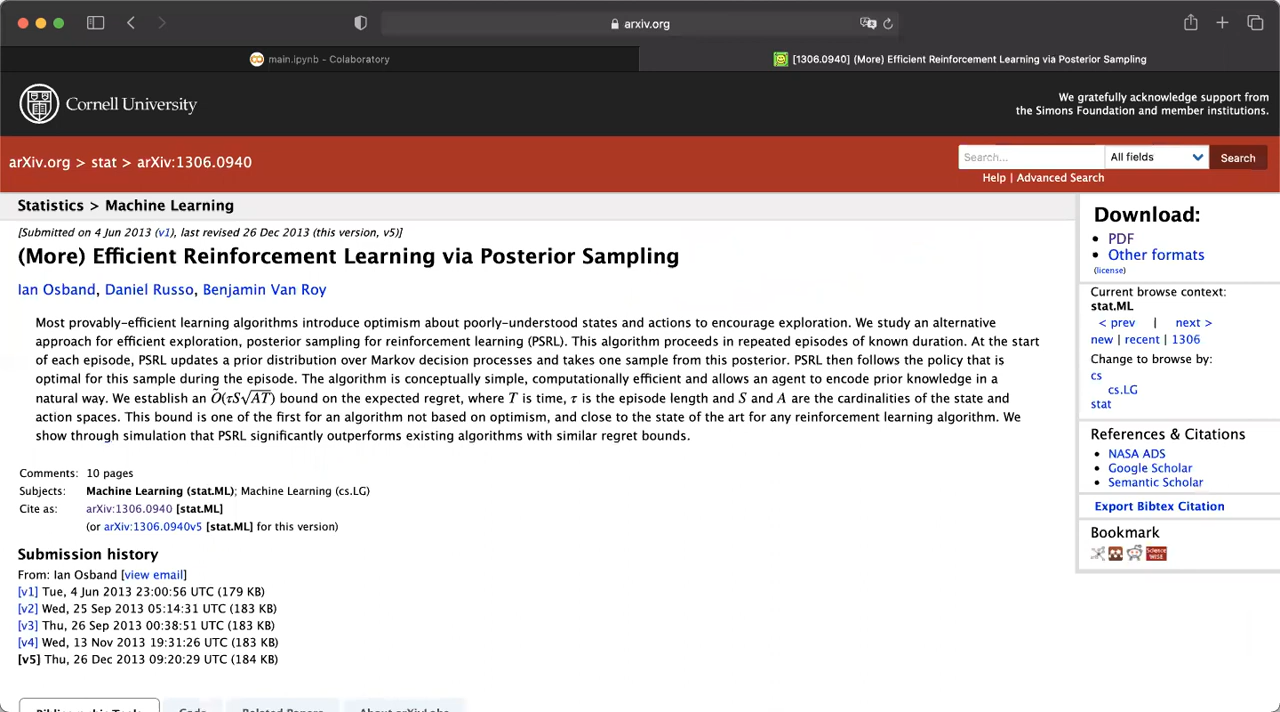 arxiv.org
main.ipynb - Colaboratory
[1306.0940] (More) Efficient Reinforcement Learning via Posterior Sampling
Cornell University
We gratefully acknowledge support from
the Simons Foundation and member institutions.
arXiv.org > stat > arXiv:1306.0940
Search...
All fields
Search
Help | Advanced Search
Statistics > Machine Learning
[Submitted on 4 Jun 2013 (v1), last revised 26 Dec 2013 (this version, v5)]
(More) Efficient Reinforcement Learning via Posterior Sampling
Ian Osband, Daniel Russo, Benjamin Van Roy
Most provably-efficient learning algorithms introduce optimism about poorly-understood states and actions to encourage exploration. We study an alternative
approach for efficient exploration, posterior sampling for reinforcement learning (PSRL). This algorithm proceeds in repeated episodes of known duration. At the start
of each episode, PSRL updates a prior distribution over Markov decision processes and takes one sample from this posterior. PSRL then follows the policy that is
optimal for this sample during the episode. The algorithm is conceptually simple, computationally efficient and allows an agent to encode prior knowledge in a
natural way. We establish an Õ(τS√AT) bound on the expected regret, where T is time, τ is the episode length and S and A are the cardinalities of the state and
action spaces. This bound is one of the first for an algorithm not based on optimism, and close to the state of the art for any reinforcement learning algorithm. We
show through simulation that PSRL significantly outperforms existing algorithms with similar regret bounds.
Comments: 10 pages
Subjects: Machine Learning (stat.ML); Machine Learning (cs.LG)
Cite as: arXiv:1306.0940 [stat.ML]
(or arXiv:1306.0940v5 [stat.ML] for this version)
Submission history
From: Ian Osband [view email]
[v1] Tue, 4 Jun 2013 23:00:56 UTC (179 KB)
[v2] Wed, 25 Sep 2013 05:14:31 UTC (183 KB)
[v3] Thu, 26 Sep 2013 00:38:51 UTC (183 KB)
[v4] Wed, 13 Nov 2013 19:31:26 UTC (183 KB)
[v5] Thu, 26 Dec 2013 09:20:29 UTC (184 KB)
Bibliographic Tools
Code
Related Papers
About arXivLabs
Download:
PDF
Other formats
(license)
Current browse context:
stat.ML
< prev | next >
new | recent | 1306
Change to browse by:
cs
cs.LG
stat
References & Citations
NASA ADS
Google Scholar
Semantic Scholar
Export Bibtex Citation
Bookmark
Science WISE